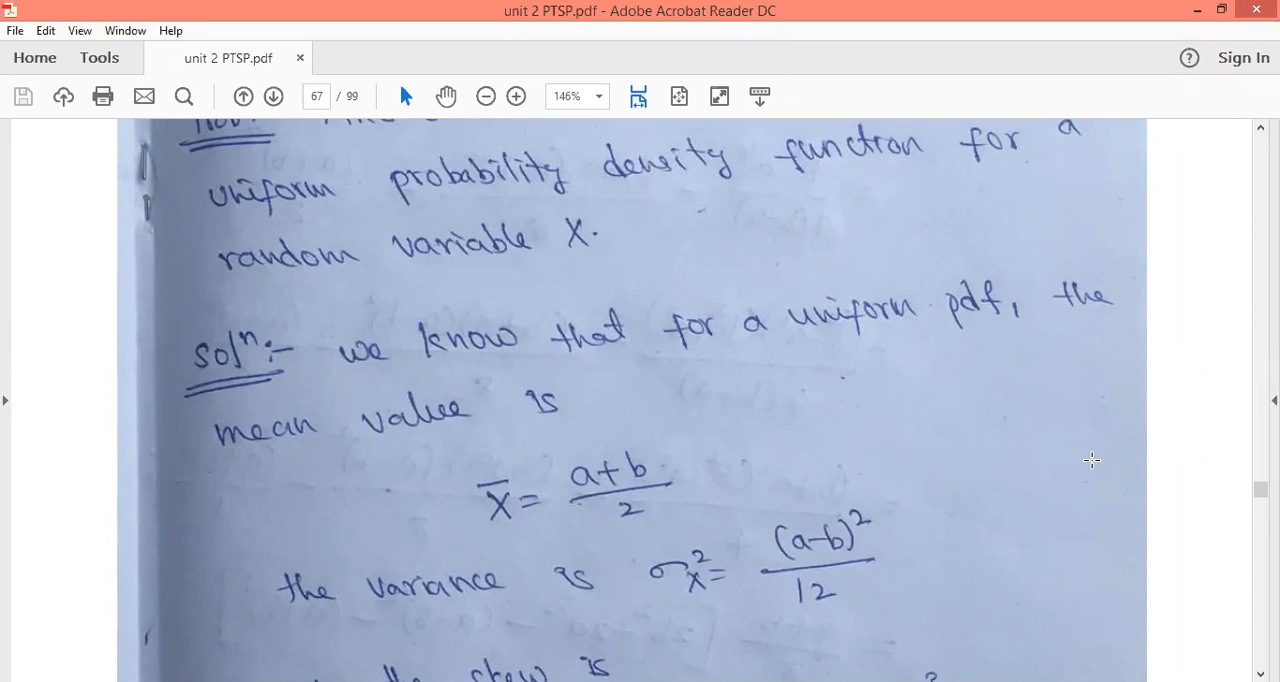 unit 2 PTSP.pdf - Adobe Acrobat Reader DC
File Edit View Window Help
Home Tools unit 2 PTSP.pdf × Sign In
67 / 99 146%
uniform probability density function for a
random variable X.
Soln:- we know that for a uniform pdf, the
mean value is
X̄ = (a+b)/2
the variance is σx² = (a-b)²/12
the skew is